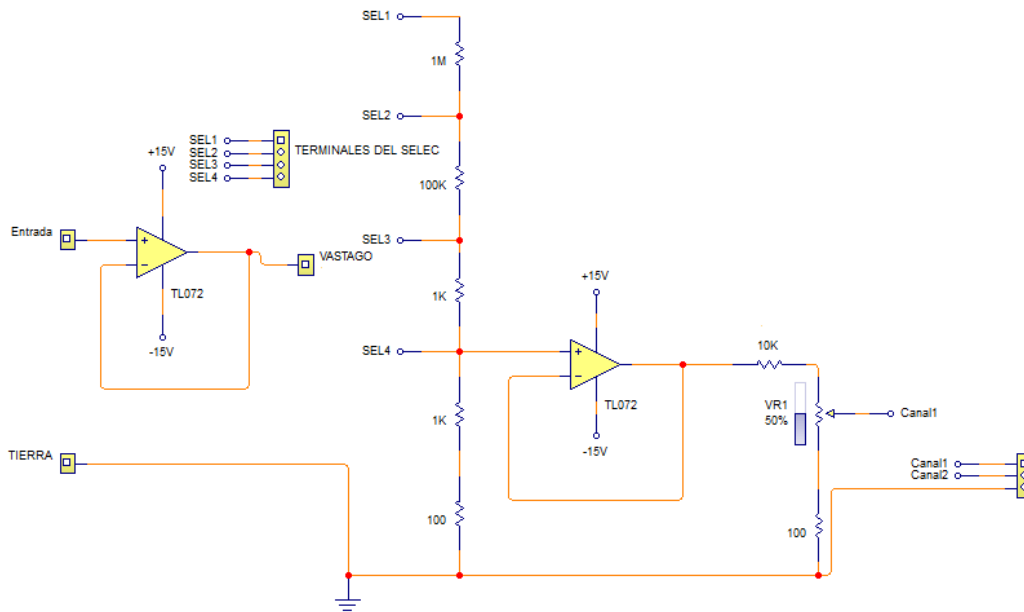 SEL1
1M
SEL2
SEL1
SEL2
SEL3
SEL4
TERMINALES DEL SELEC
+15V
100K
Entrada
SEL3
VASTAGO
TL072
+15V
1K
-15V
SEL4
10K
TL072
VR1
50%
Canal1
1K
-15V
TIERRA
Canal1
Canal2
100
100